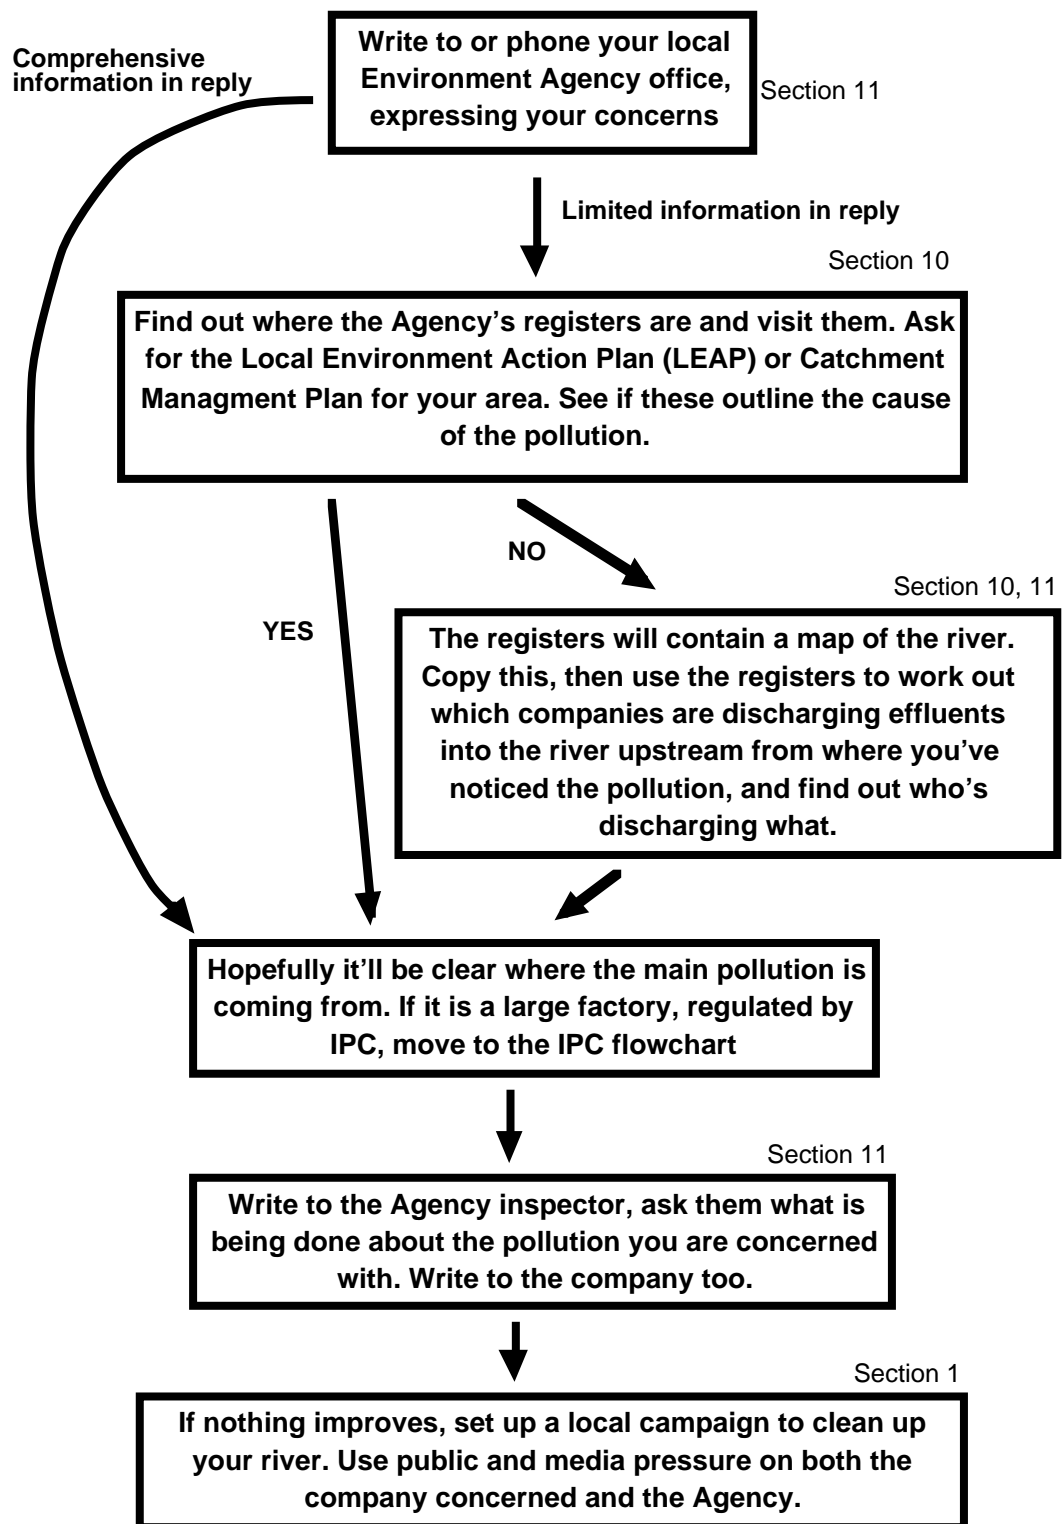 Comprehensive
information in reply
Write to or phone your local
Environment Agency office,
expressing your concerns
Section 11
Limited information in reply
Section 10
Find out where the Agency's registers are and visit them. Ask
for the Local Environment Action Plan (LEAP) or Catchment
Managment Plan for your area. See if these outline the cause
of the pollution.
NO
YES
Section 10, 11
The registers will contain a map of the river.
Copy this, then use the registers to work out
which companies are discharging effluents
into the river upstream from where you've
noticed the pollution, and find out who's
discharging what.
Hopefully it'll be clear where the main pollution is
coming from. If it is a large factory, regulated by
IPC, move to the IPC flowchart
Section 11
Write to the Agency inspector, ask them what is
being done about the pollution you are concerned
with. Write to the company too.
Section 1
If nothing improves, set up a local campaign to clean up
your river. Use public and media pressure on both the
company concerned and the Agency.